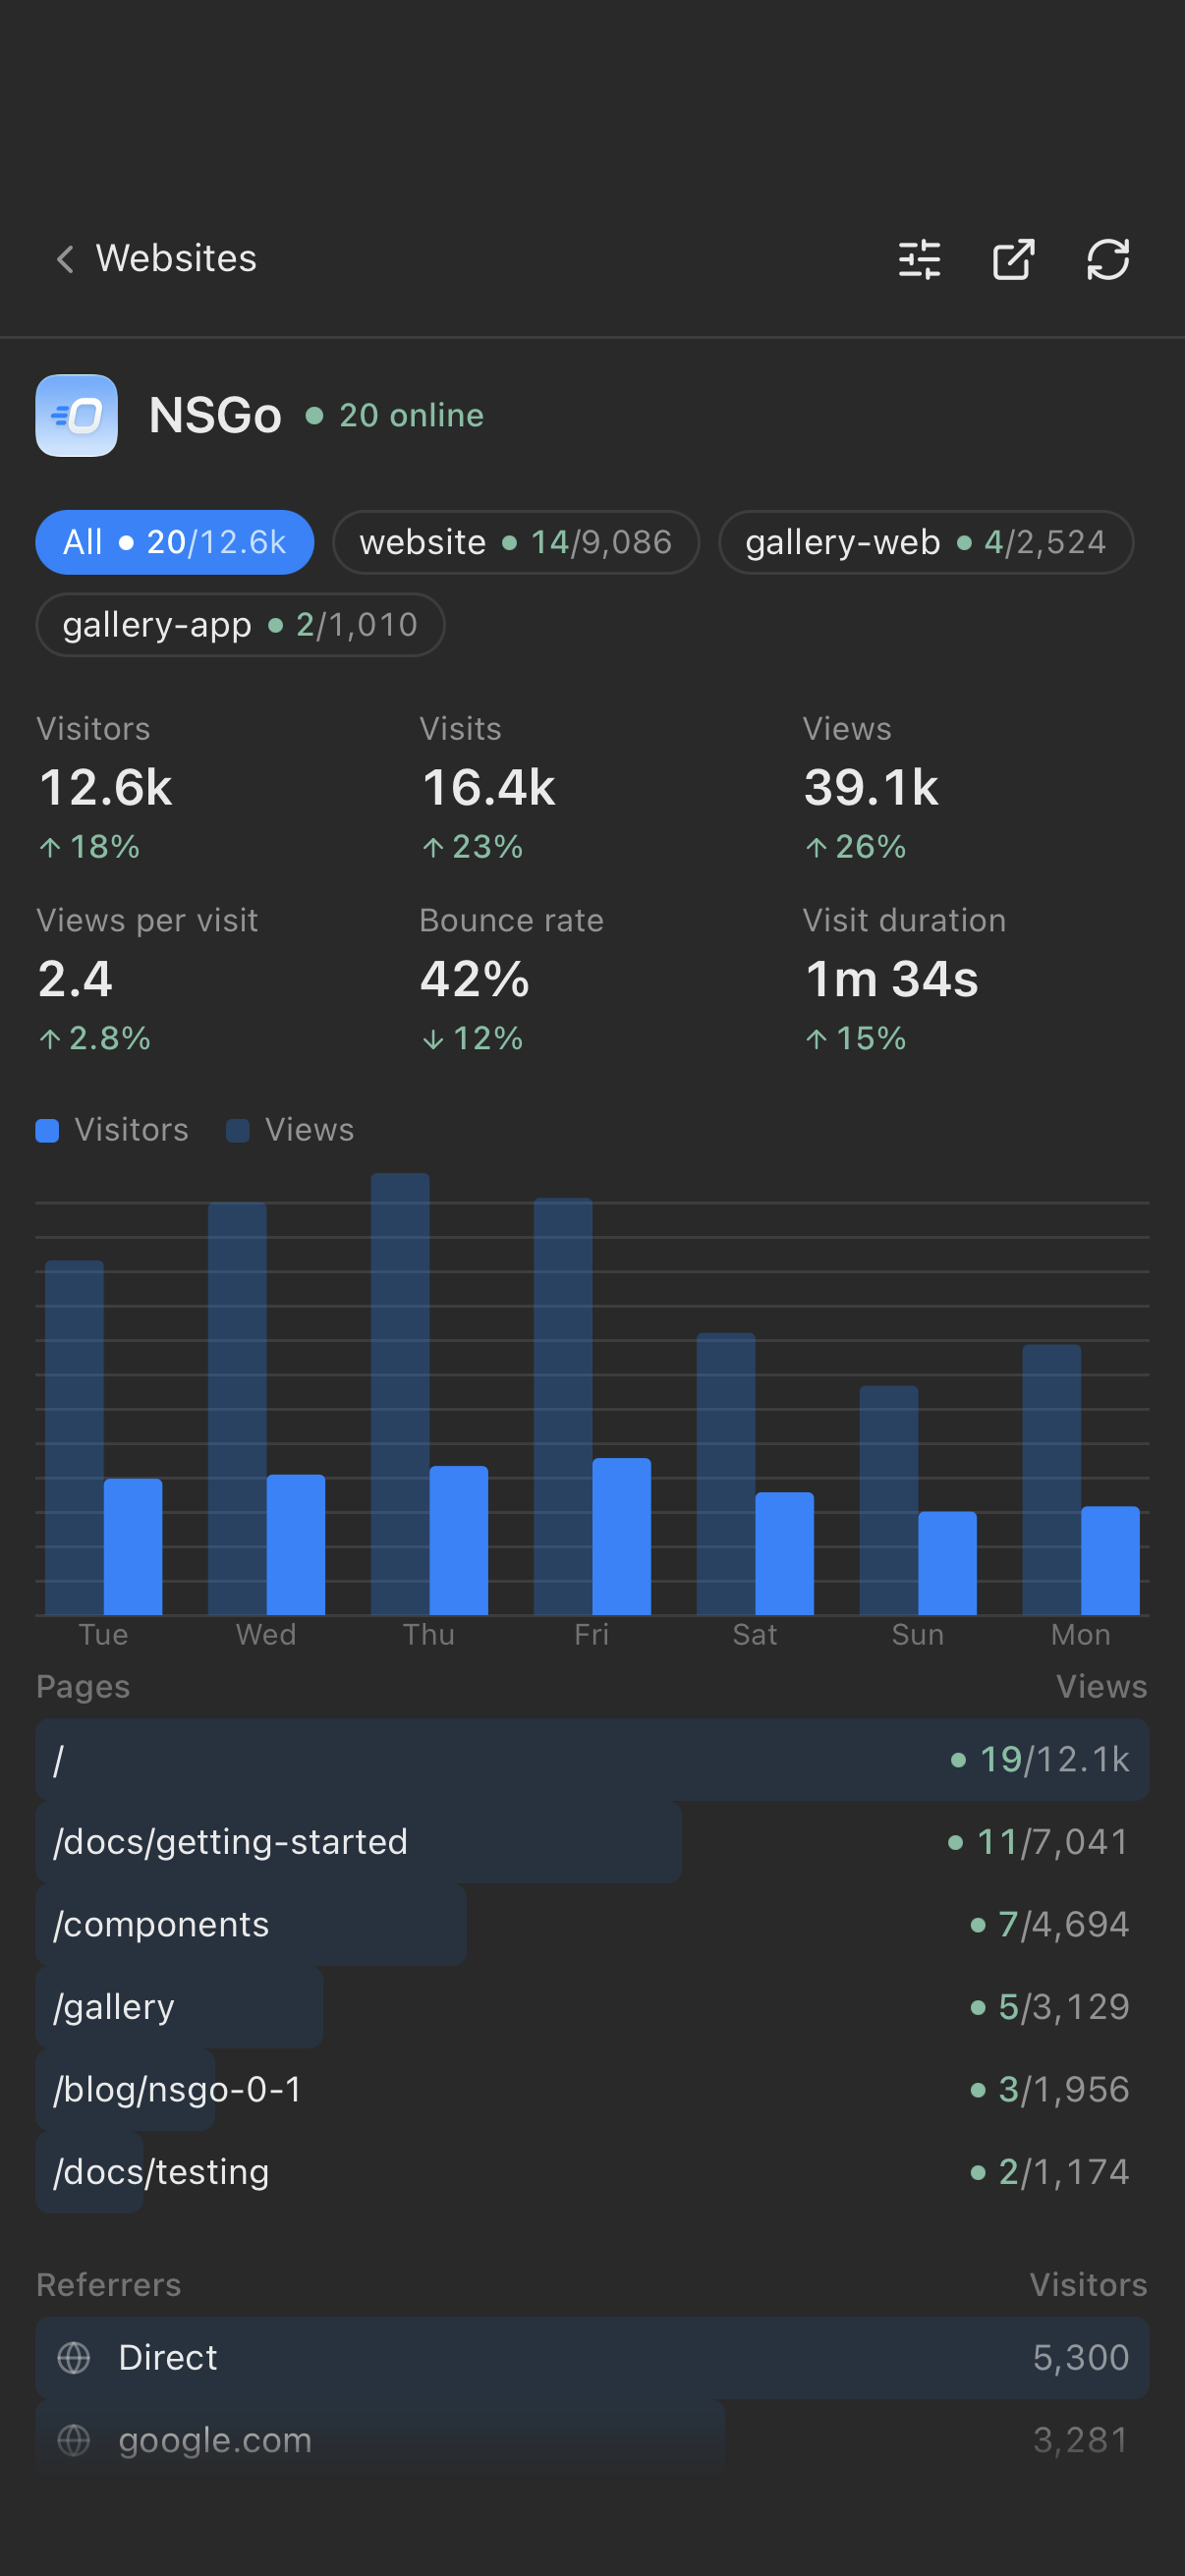 Websites
NSGo 20 online
All 20/12.6k website 14/9,086 gallery-web 4/2,524
gallery-app 2/1,010
Visitors Visits Views
12.6k 16.4k 39.1k
↑ 18% ↑ 23% ↑ 26%
Views per visit Bounce rate Visit duration
2.4 42% 1m 34s
↑ 2.8% ↓ 12% ↑ 15%
Visitors Views
Tue Wed Thu Fri Sat Sun Mon
Pages Views
/ 19/12.1k
/docs/getting-started 11/7,041
/components 7/4,694
/gallery 5/3,129
/blog/nsgo-0-1 3/1,956
/docs/testing 2/1,174
Referrers Visitors
Direct 5,300
google.com 3,281